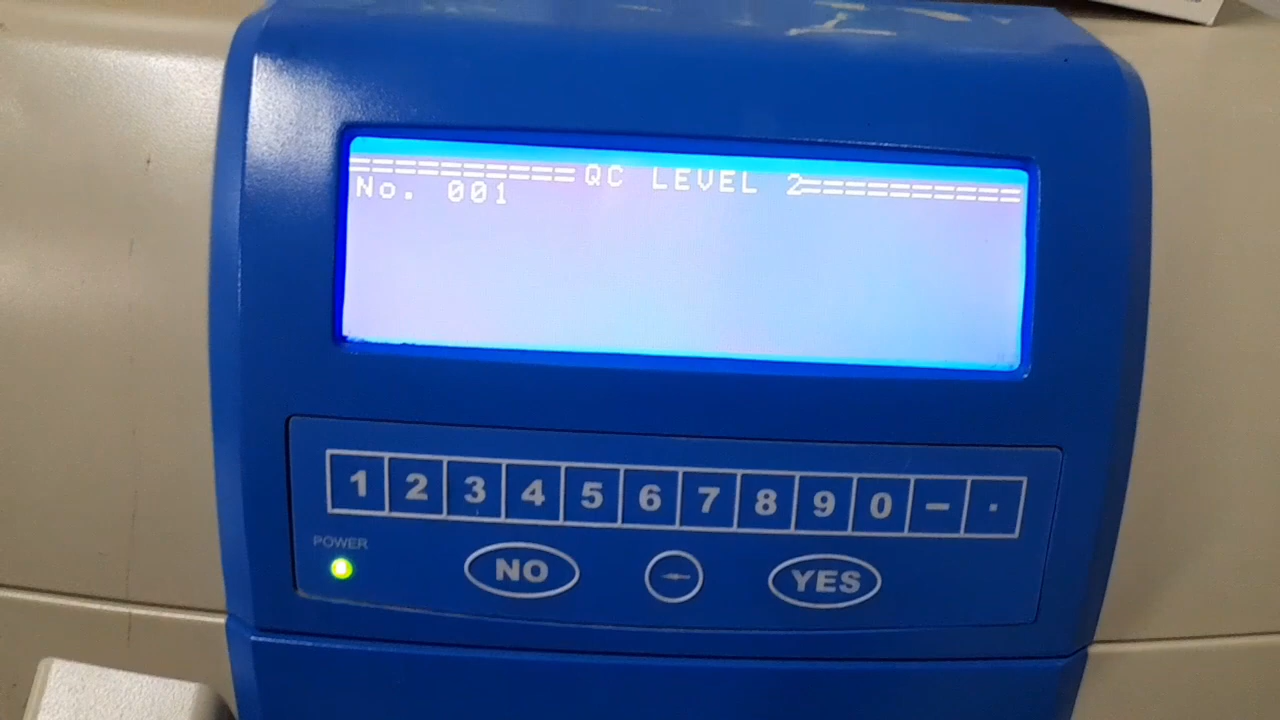 ==========QC LEVEL 2==========
No. 001
1 2 3 4 5 6 7 8 9 0 − ·
POWER
NO ← YES